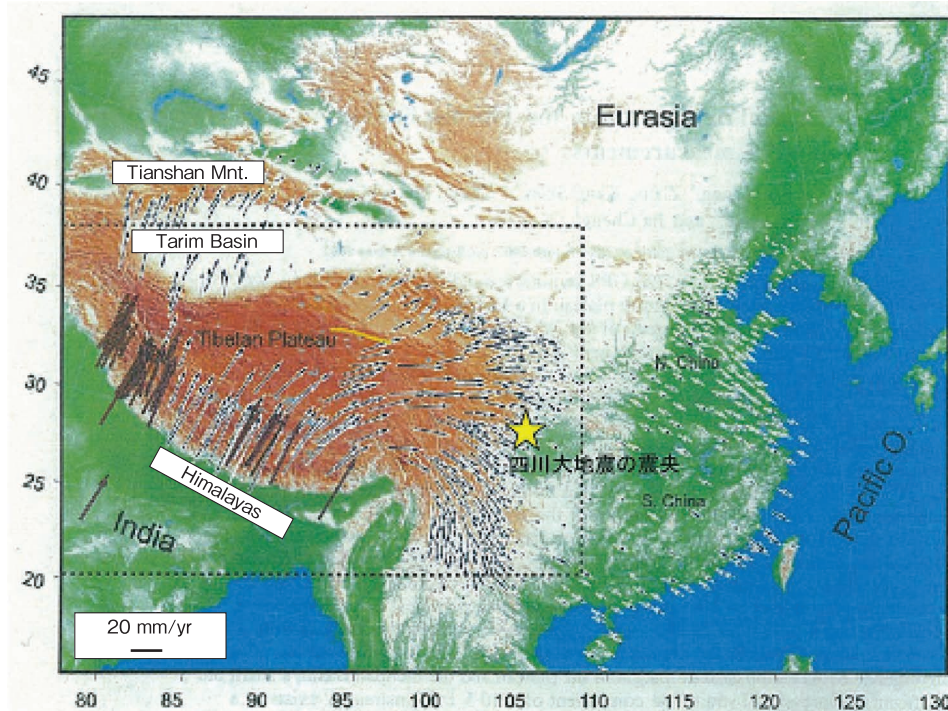 45
40
35
30
25
20
Eurasia
Tianshan Mnt.
Tarim Basin
Tibetan Plateau
N. China
四川大地震の震央
S. China
Himalayas
India
Pacific O.
20 mm/yr
80
85
90
95
100
105
110
115
120
125
130